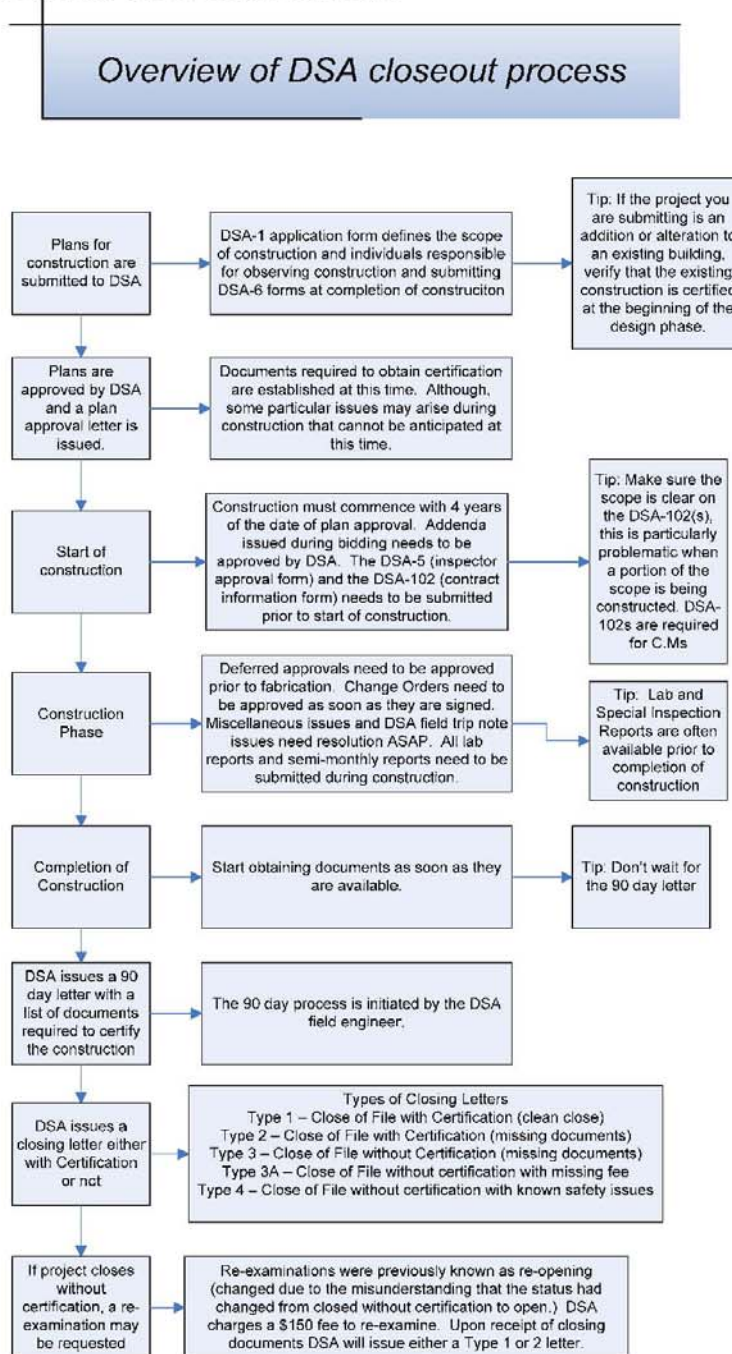 Overview of DSA closeout process
Plans for
construction are
submitted to DSA
DSA-1 application form defines the scope
of construction and individuals responsible
for observing construction and submitting
DSA-6 forms at completion of construciton
Tip: If the project you
are submitting is an
addition or alteration to
an existing building,
verify that the existing
construction is certified
at the beginning of the
design phase.
Plans are
approved by DSA
and a plan
approval letter is
issued.
Documents required to obtain certification
are established at this time. Although,
some particular issues may arise during
construction that cannot be anticipated at
this time.
Start of
construction
Construction must commence with 4 years
of the date of plan approval. Addenda
issued during bidding needs to be
approved by DSA. The DSA-5 (inspector
approval form) and the DSA-102 (contract
information form) needs to be submitted
prior to start of construction.
Tip: Make sure the
scope is clear on
the DSA-102(s),
this is particularly
problematic when
a portion of the
scope is being
constructed. DSA-
102s are required
for C.Ms
Construction
Phase
Deferred approvals need to be approved
prior to fabrication. Change Orders need to
be approved as soon as they are signed.
Miscellaneous issues and DSA field trip note
issues need resolution ASAP. All lab
reports and semi-monthly reports need to be
submitted during construction.
Tip: Lab and
Special Inspection
Reports are often
available prior to
completion of
construction
Completion of
Construction
Start obtaining documents as soon as they
are available.
Tip: Don't wait for
the 90 day letter
DSA issues a 90
day letter with a
list of documents
required to certify
the construction
The 90 day process is initiated by the DSA
field engineer.
DSA issues a
closing letter either
with Certification
or not
Types of Closing Letters
Type 1 – Close of File with Certification (clean close)
Type 2 – Close of File with Certification (missing documents)
Type 3 – Close of File without Certification (missing documents)
Type 3A – Close of File without certification with missing fee
Type 4 – Close of File without certification with known safety issues
If project closes
without
certification, a re-
examination may
be requested
Re-examinations were previously known as re-opening
(changed due to the misunderstanding that the status had
changed from closed without certification to open.) DSA
charges a $150 fee to re-examine. Upon receipt of closing
documents DSA will issue either a Type 1 or 2 letter.